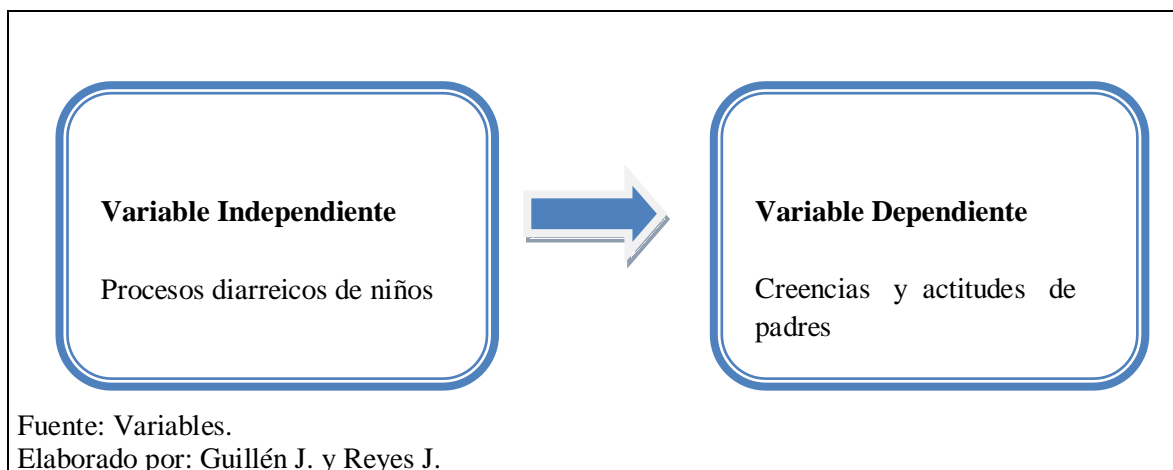 Variable Independiente
Procesos diarreicos de niños
Variable Dependiente
Creencias y actitudes de
padres
Fuente: Variables.
Elaborado por: Guillén J. y Reyes J.